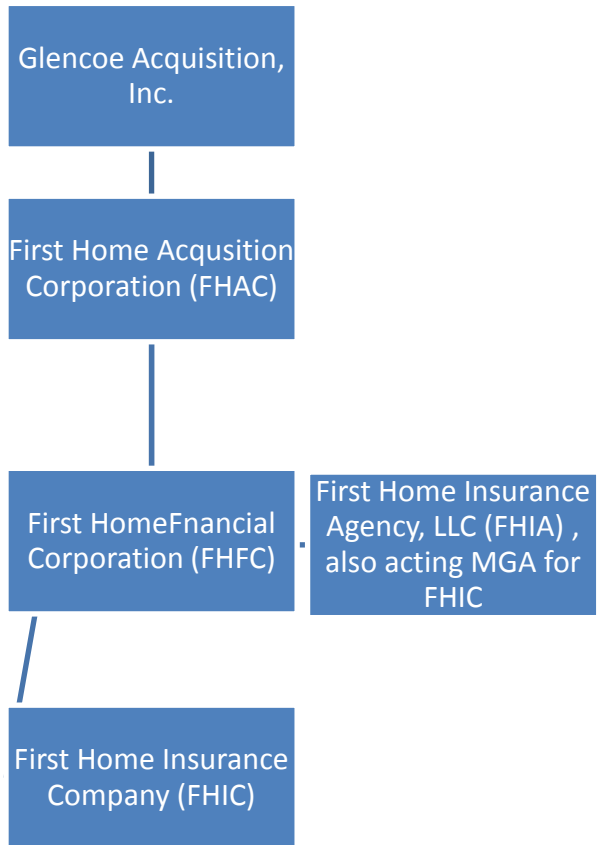 Glencoe Acquisition,
Inc.
First Home Acqusition
Corporation (FHAC)
First HomeFnancial
Corporation (FHFC)
First Home Insurance
Agency, LLC (FHIA) ,
also acting MGA for
FHIC
First Home Insurance
Company (FHIC)